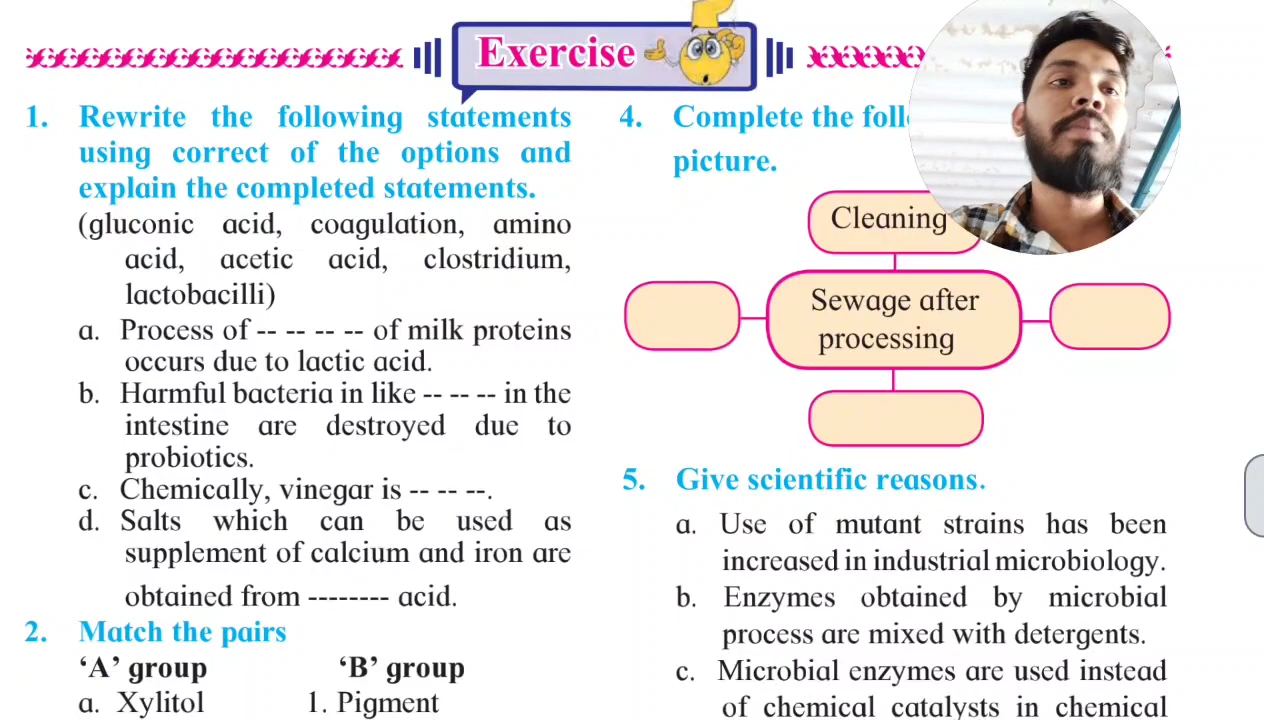 Exercise
1. Rewrite the following statements
using correct of the options and
explain the completed statements.
(gluconic acid, coagulation, amino
acid, acetic acid, clostridium,
lactobacilli)
a. Process of -- -- -- -- of milk proteins
occurs due to lactic acid.
b. Harmful bacteria in like -- -- -- in the
intestine are destroyed due to
probiotics.
c. Chemically, vinegar is -- -- --.
d. Salts which can be used as
supplement of calcium and iron are
obtained from -------- acid.
2. Match the pairs
‘A’ group ‘B’ group
a. Xylitol 1. Pigment
4. Complete the foll
picture.
Cleaning
Sewage after
processing
5. Give scientific reasons.
a. Use of mutant strains has been
increased in industrial microbiology.
b. Enzymes obtained by microbial
process are mixed with detergents.
c. Microbial enzymes are used instead
of chemical catalysts in chemical